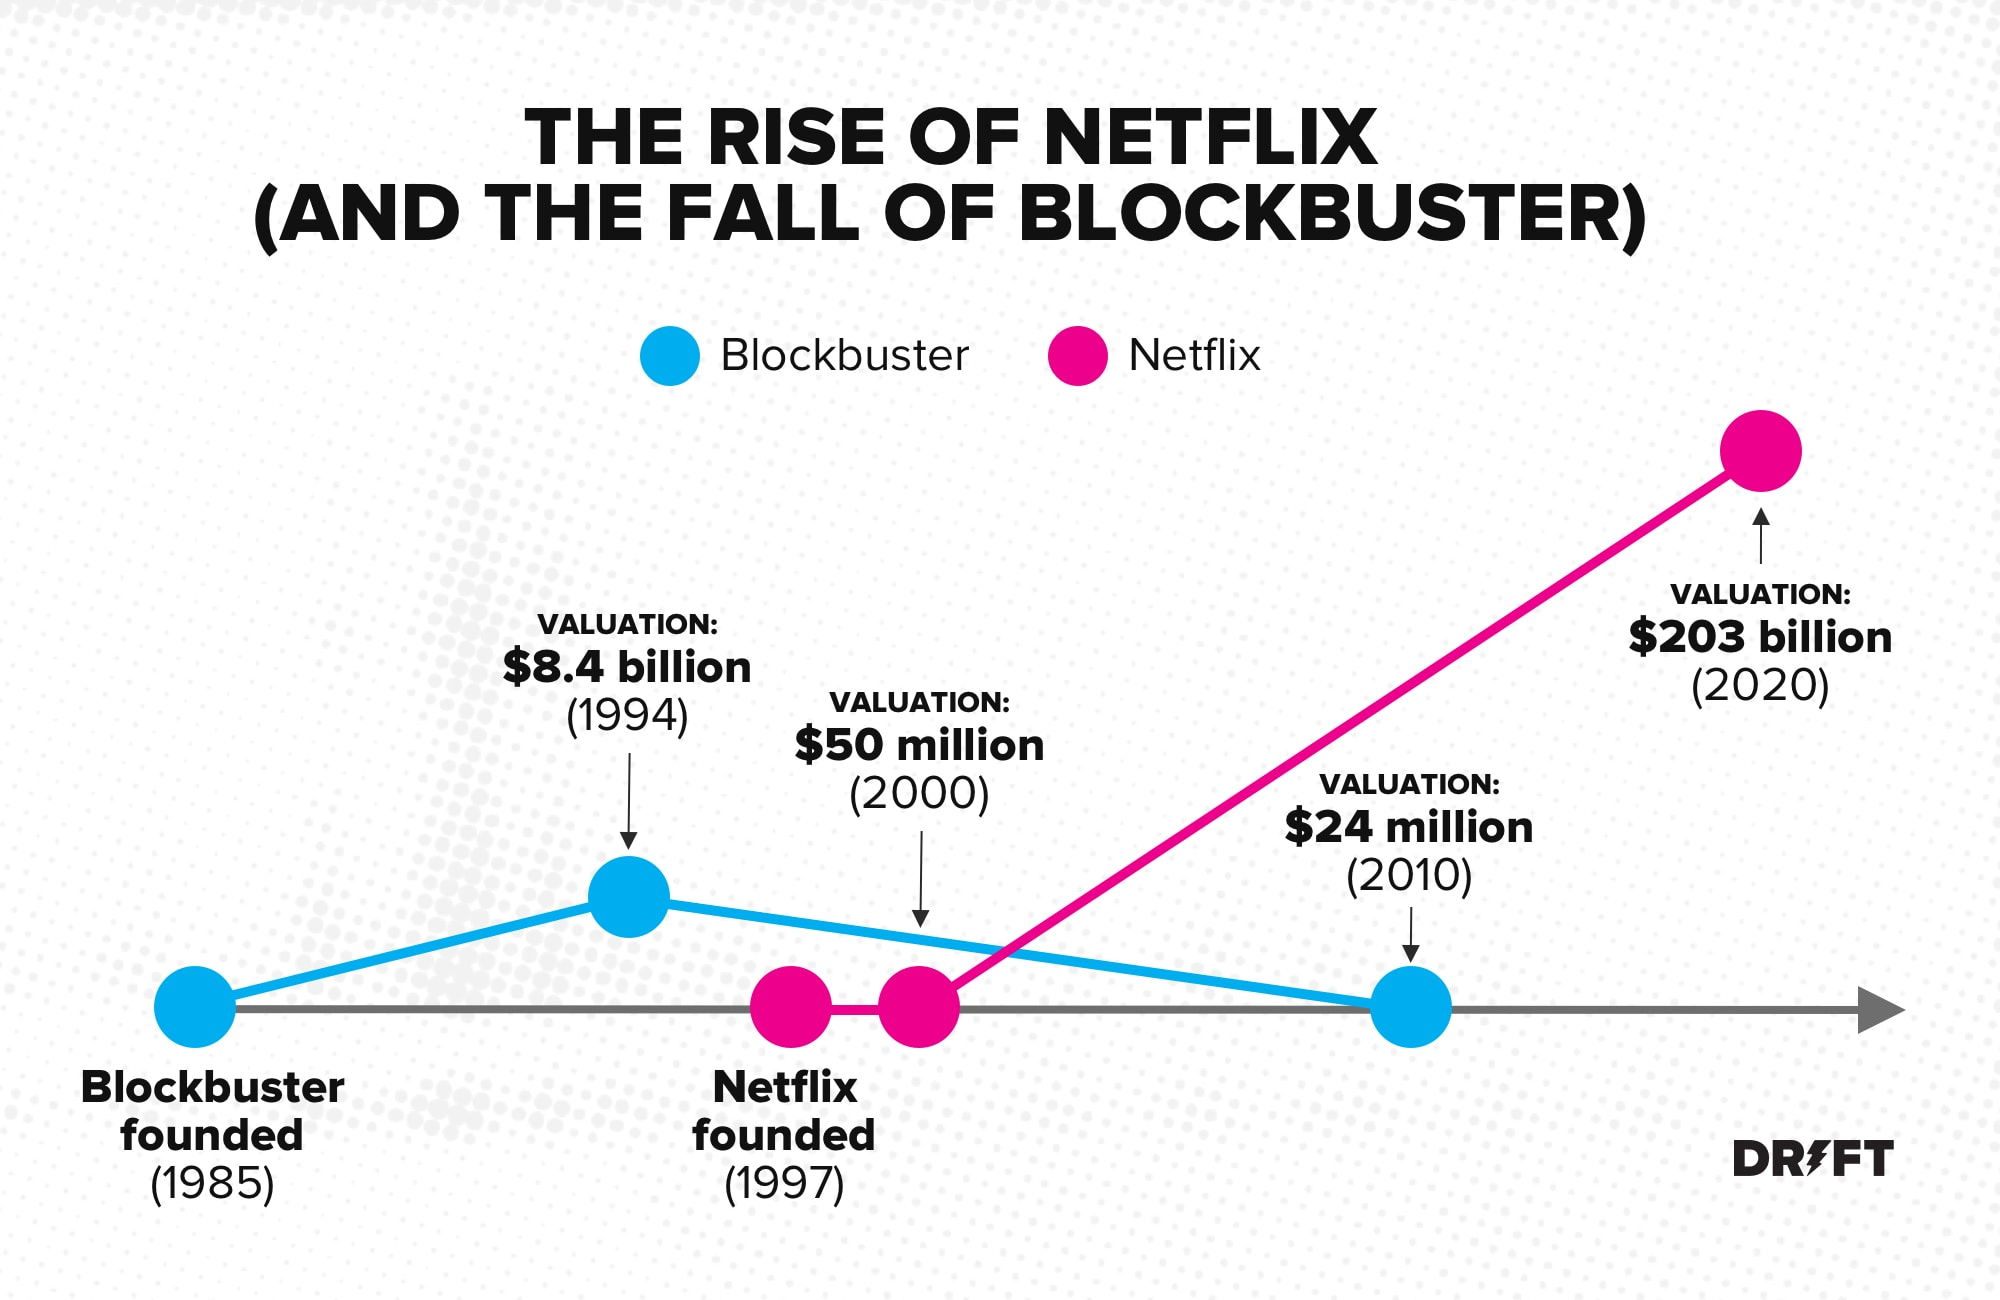 THE RISE OF NETFLIX
(AND THE FALL OF BLOCKBUSTER)
Blockbuster
Netflix
VALUATION:
$8.4 billion
(1994)
VALUATION:
$50 million
(2000)
VALUATION:
$24 million
(2010)
VALUATION:
$203 billion
(2020)
Blockbuster
founded
(1985)
Netflix
founded
(1997)
DRIFT